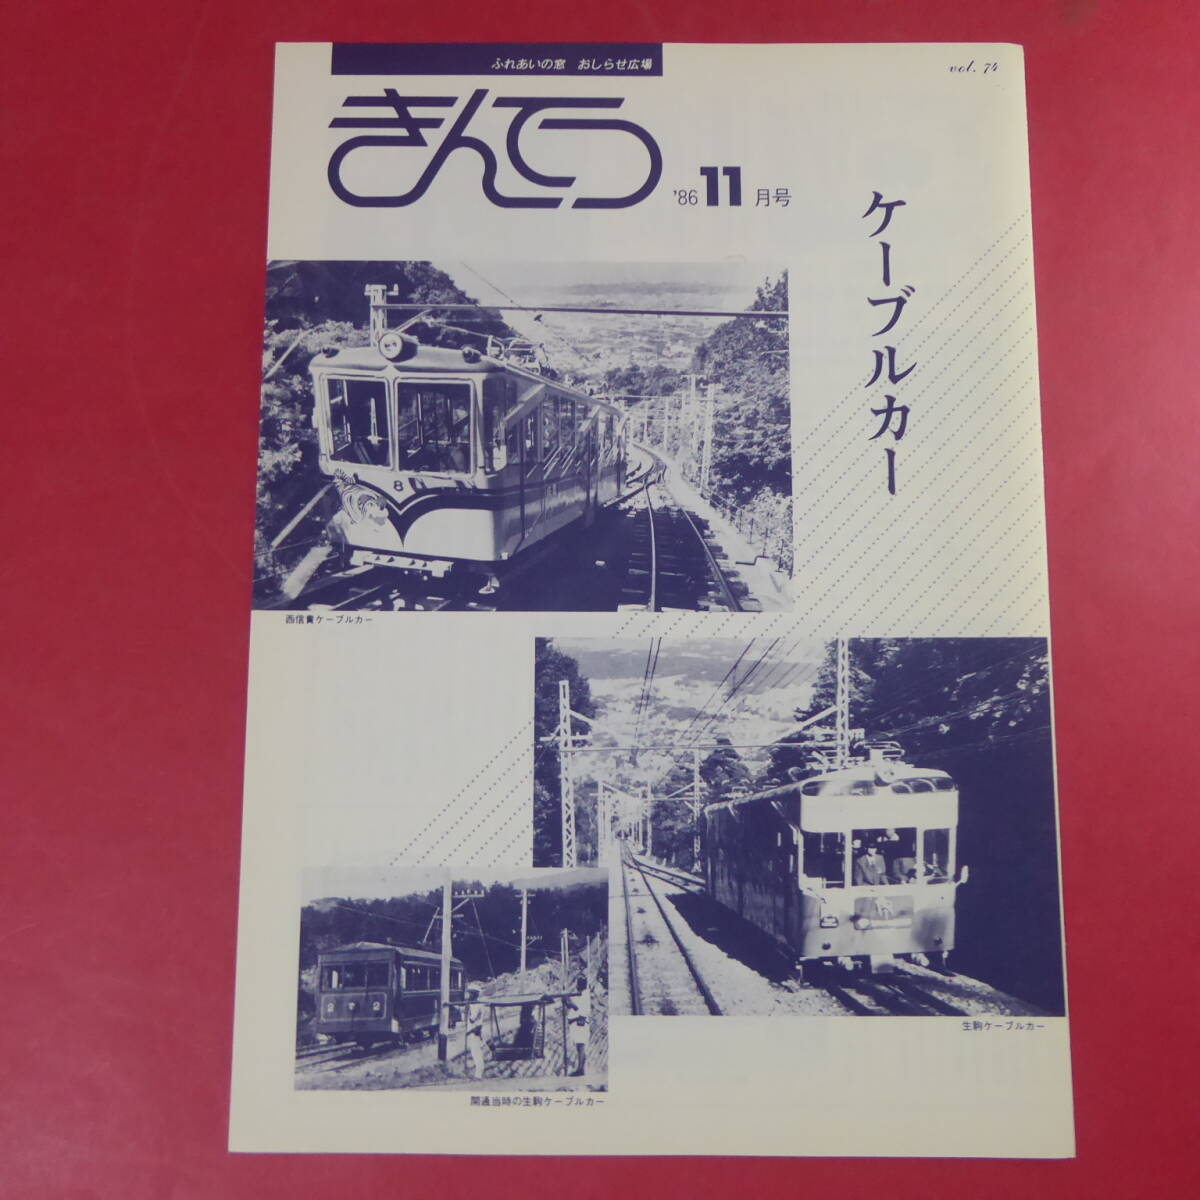 ふれあいの窓 おしらせ広場
vol. 74
きんてつ
'86 11月号
ケーブルカー
8
西信貴ケーブルカー
生駒ケーブルカー
開通当時の生駒ケーブルカー